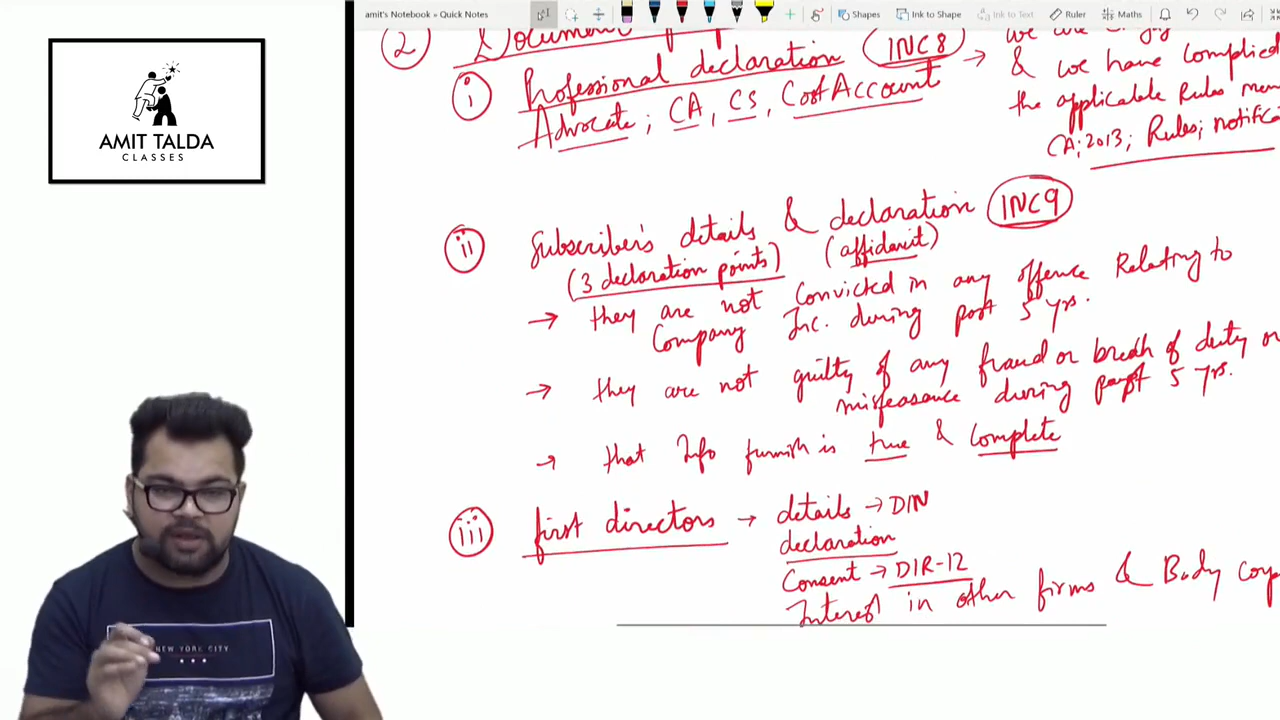 amit's Notebook » Quick Notes
Shapes
Ink to Shape
Ink to Text
Ruler
Maths
AMIT TALDA
CLASSES
2
i Professional declaration INC8 →
Advocate; CA, CS, Cost Account
we are
& we have complied
the applicable Rules
CA; 2013; Rules;
ii Subscriber's details & declaration INC9
(3 declaration points) (affidavit)
→ they are not Convicted in any offence Relating to
Company Inc. during past 5 yrs.
→ they are not guilty of any fraud or breah of duty or
misfeasance during past 5 yrs.
→ that Info furnish is true & Complete
iii first directors → details → DIN
declaration
Consent → DIR-12
Interest in other firms & Body
NEW YORK CITY